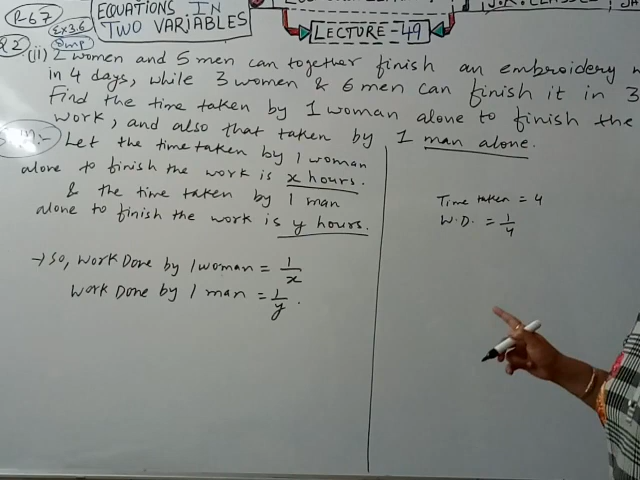 P-67
EQUATIONS IN
TWO VARIABLES
Ex 3.6
LECTURE-49
Q2 Imp
(ii) 2 women and 5 men can together finish an embroidery
in 4 days, while 3 women & 6 men can finish it in 3
Find the time taken by 1 woman alone to finish the
work, and also that taken by 1 man alone.
Let the time taken by 1 woman
alone to finish the work is x hours.
& the time taken by 1 man
alone to finish the work is y hours.
→ So, Work Done by 1 woman = 1/x
Work Done by 1 man = 1/y.
Time taken = 4
W.D. = 1/4